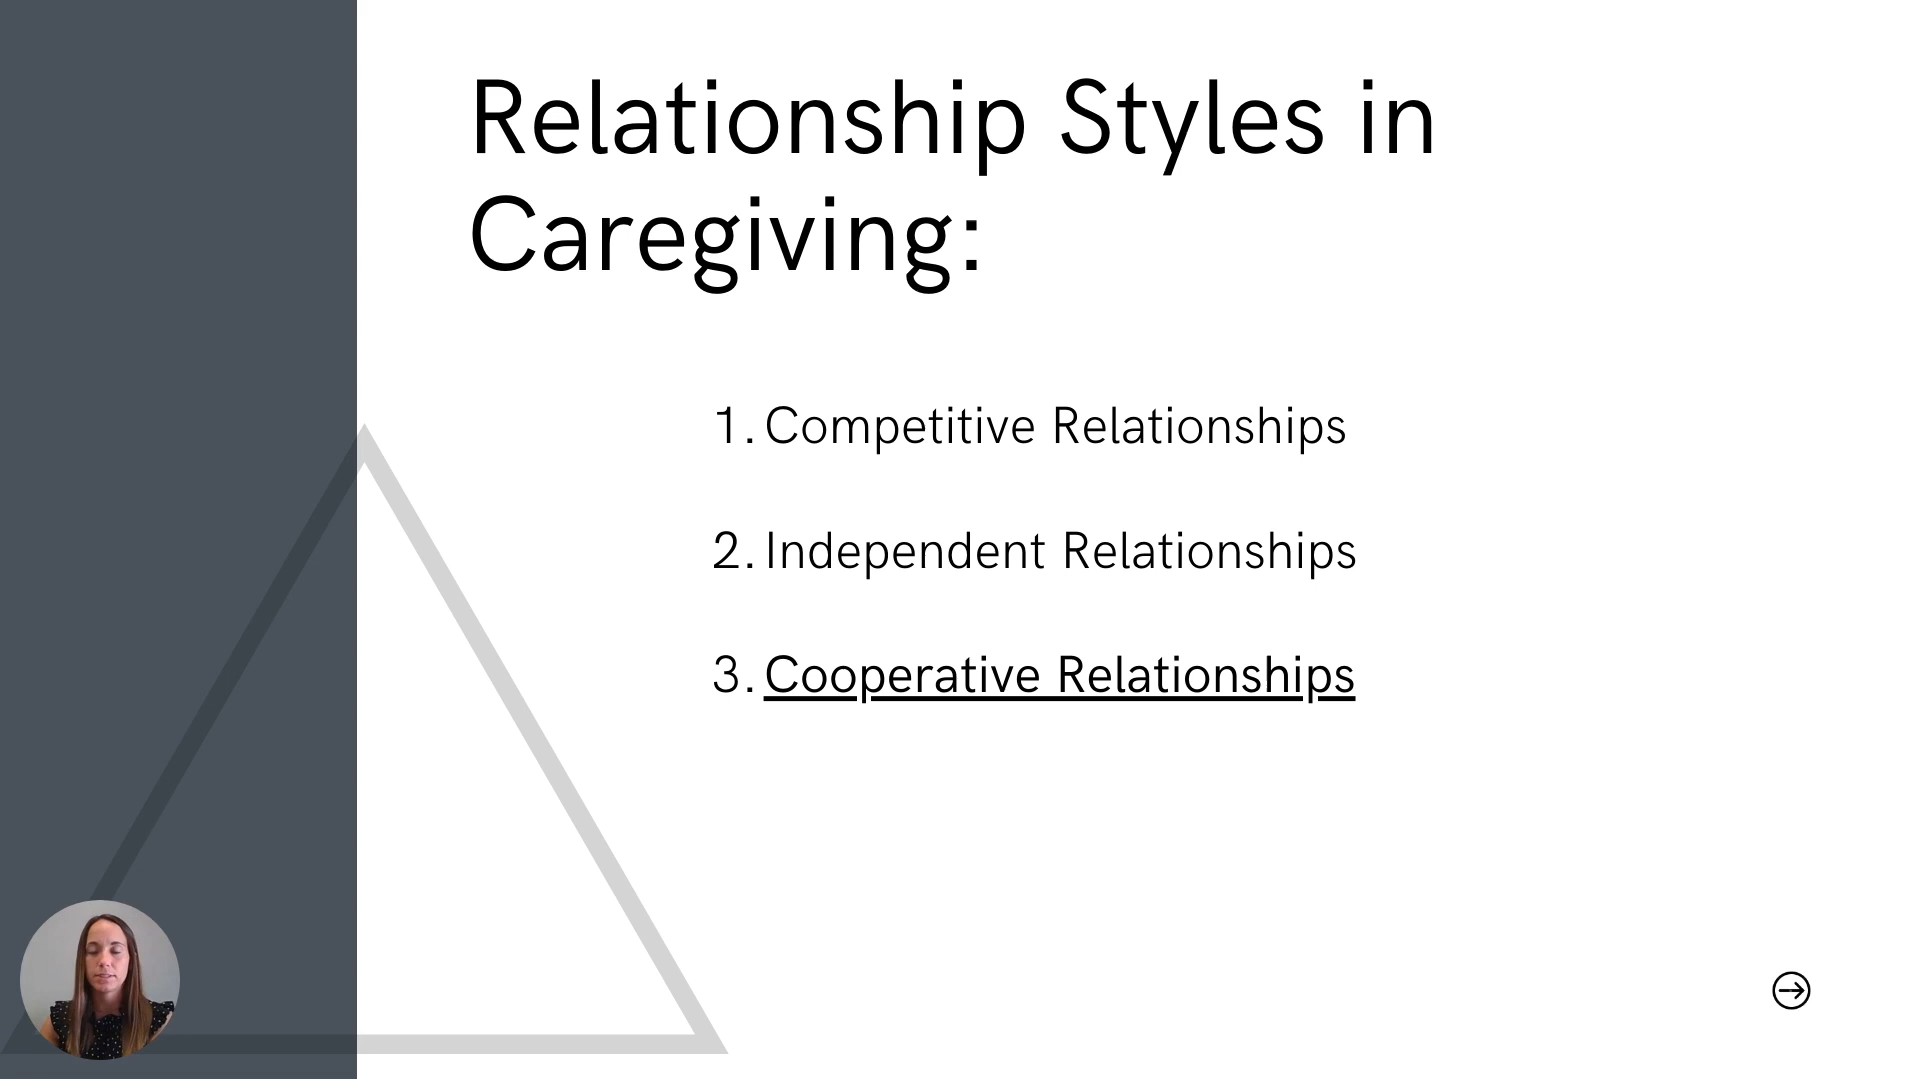 Relationship Styles in
Caregiving:
1. Competitive Relationships
2. Independent Relationships
3. Cooperative Relationships